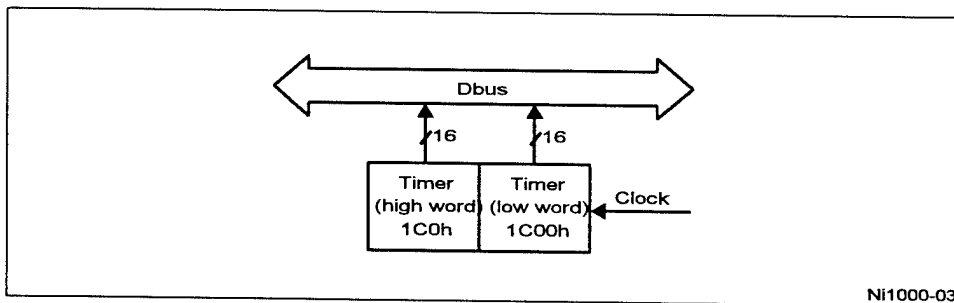 Dbus
16
16
Timer
(high word)
1C0h
Timer
(low word)
1C00h
Clock
Ni1000-03